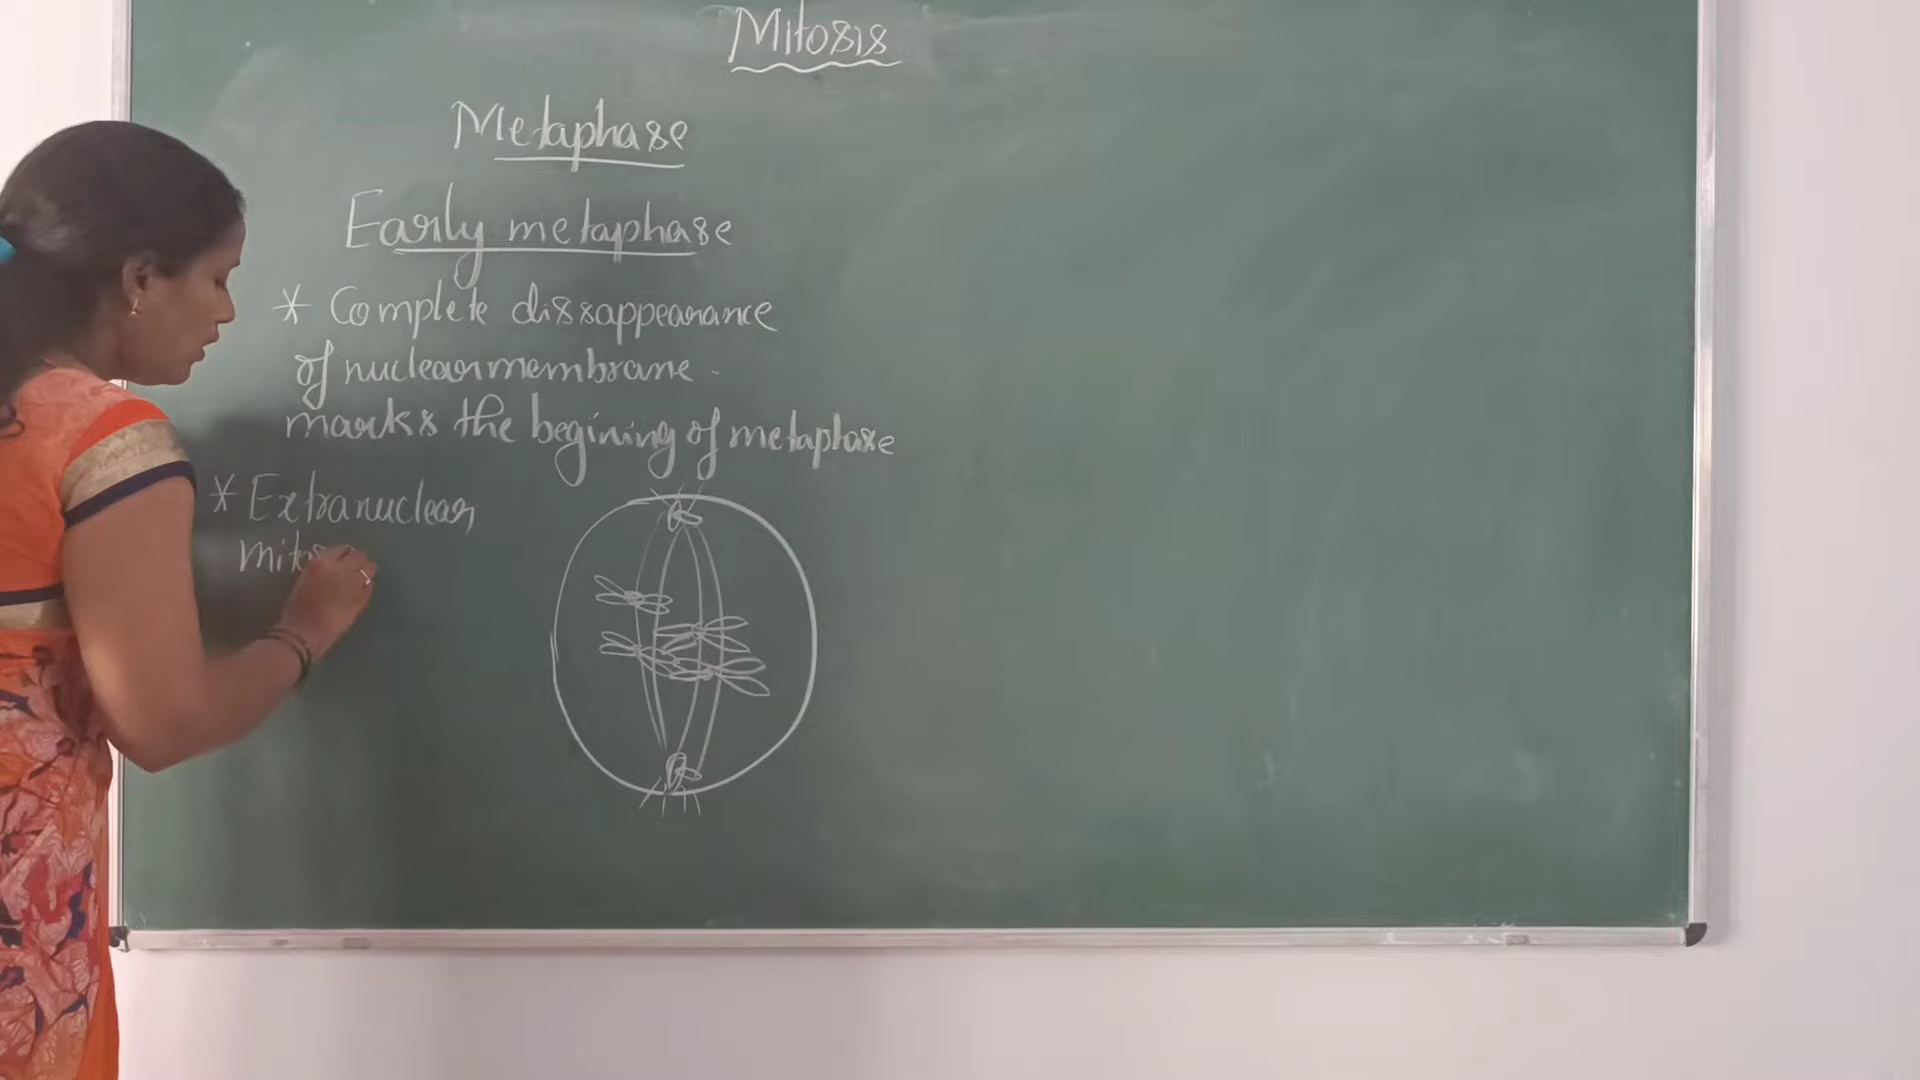 Mitosis
Metaphase
Early metaphase
* Complete dissappearance
of nuclear membrane.
marks the begining of metaphase
* Extranuclear